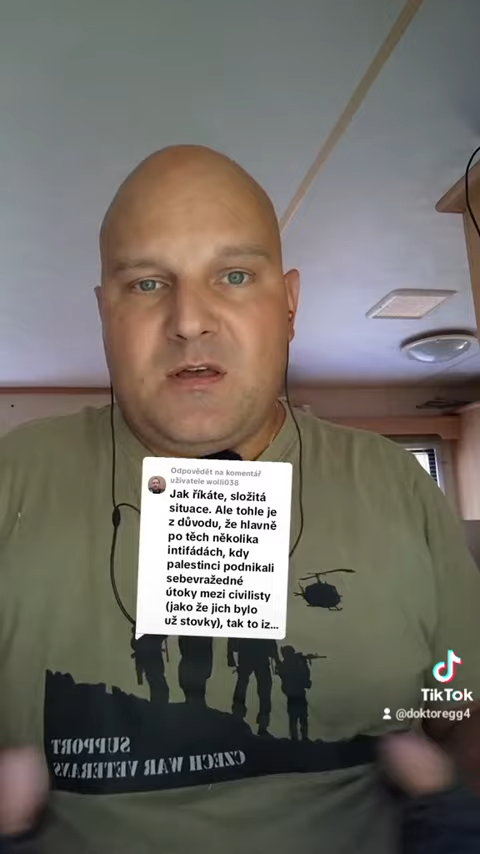 Odpovědět na komentář
uživatele wolli038
Jak říkáte, složitá
situace. Ale tohle je
z důvodu, že hlavně
po těch několika
intifádách, kdy
palestinci podnikali
sebevražedné
útoky mezi civilisty
(jako že jich bylo
už stovky), tak to iz...
TikTok
@doktoregg4
SUPPORT
CZECH WAR VETERANS